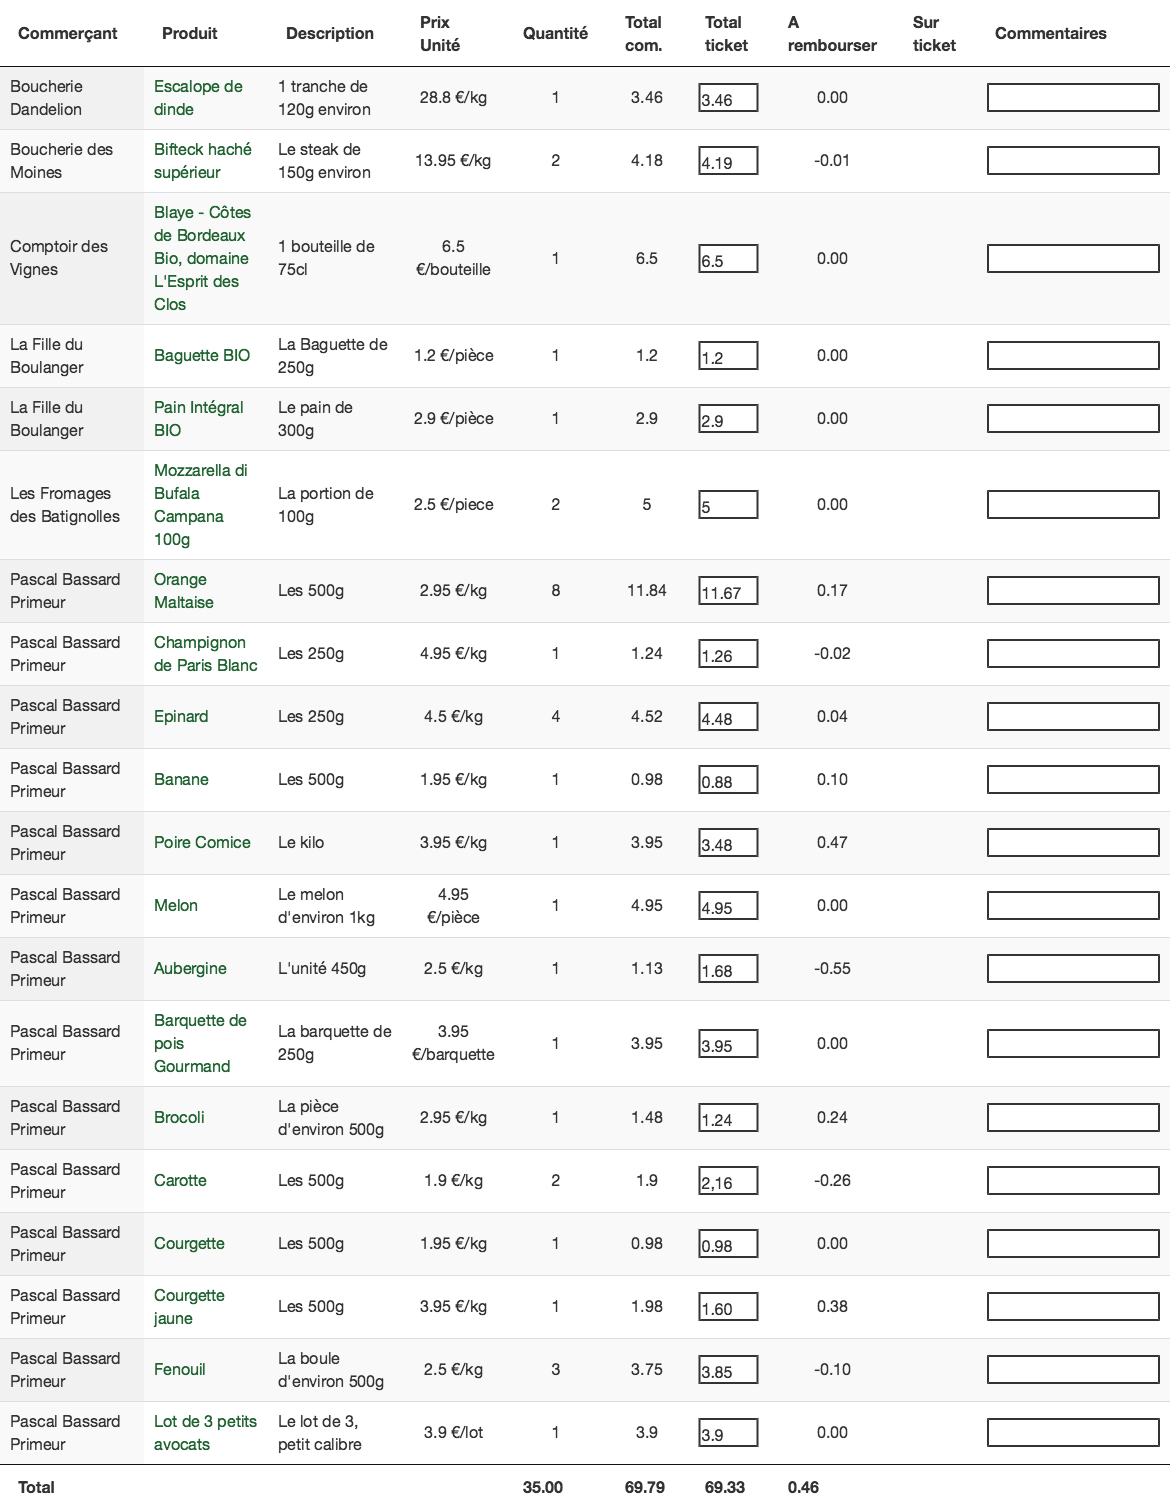 Commerçant Produit Description Prix Unité Quantité Total com. Total ticket A rembourser Sur ticket Commentaires
Boucherie Dandelion Escalope de dinde 1 tranche de 120g environ 28.8 €/kg 1 3.46 3.46 0.00
Boucherie des Moines Bifteck haché supérieur Le steak de 150g environ 13.95 €/kg 2 4.18 4.19 -0.01
Comptoir des Vignes Blaye - Côtes de Bordeaux Bio, domaine L'Esprit des Clos 1 bouteille de 75cl 6.5 €/bouteille 1 6.5 6.5 0.00
La Fille du Boulanger Baguette BIO La Baguette de 250g 1.2 €/pièce 1 1.2 1.2 0.00
La Fille du Boulanger Pain Intégral BIO Le pain de 300g 2.9 €/pièce 1 2.9 2.9 0.00
Les Fromages des Batignolles Mozzarella di Bufala Campana 100g La portion de 100g 2.5 €/piece 2 5 5 0.00
Pascal Bassard Primeur Orange Maltaise Les 500g 2.95 €/kg 8 11.84 11.67 0.17
Pascal Bassard Primeur Champignon de Paris Blanc Les 250g 4.95 €/kg 1 1.24 1.26 -0.02
Pascal Bassard Primeur Epinard Les 250g 4.5 €/kg 4 4.52 4.48 0.04
Pascal Bassard Primeur Banane Les 500g 1.95 €/kg 1 0.98 0.88 0.10
Pascal Bassard Primeur Poire Comice Le kilo 3.95 €/kg 1 3.95 3.48 0.47
Pascal Bassard Primeur Melon Le melon d'environ 1kg 4.95 €/pièce 1 4.95 4.95 0.00
Pascal Bassard Primeur Aubergine L'unité 450g 2.5 €/kg 1 1.13 1.68 -0.55
Pascal Bassard Primeur Barquette de pois Gourmand La barquette de 250g 3.95 €/barquette 1 3.95 3.95 0.00
Pascal Bassard Primeur Brocoli La pièce d'environ 500g 2.95 €/kg 1 1.48 1.24 0.24
Pascal Bassard Primeur Carotte Les 500g 1.9 €/kg 2 1.9 2,16 -0.26
Pascal Bassard Primeur Courgette Les 500g 1.95 €/kg 1 0.98 0.98 0.00
Pascal Bassard Primeur Courgette jaune Les 500g 3.95 €/kg 1 1.98 1.60 0.38
Pascal Bassard Primeur Fenouil La boule d'environ 500g 2.5 €/kg 3 3.75 3.85 -0.10
Pascal Bassard Primeur Lot de 3 petits avocats Le lot de 3, petit calibre 3.9 €/lot 1 3.9 3.9 0.00
Total 35.00 69.79 69.33 0.46